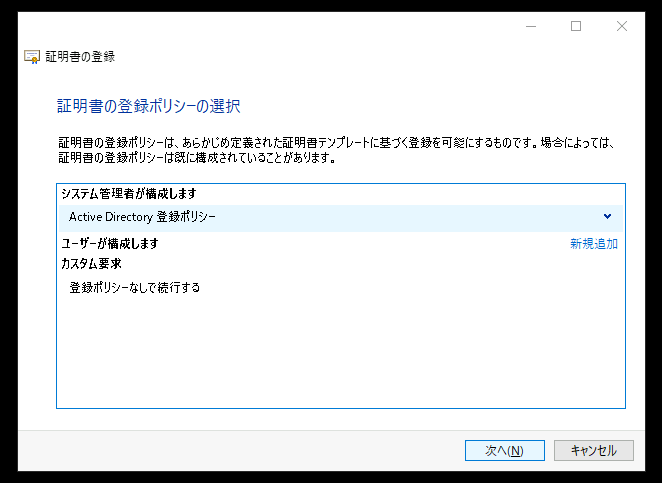 証明書の登録
証明書の登録ポリシーの選択
証明書の登録ポリシーは、あらかじめ定義された証明書テンプレートに基づく登録を可能にするものです。場合によっては、
証明書の登録ポリシーは既に構成されていることがあります。
システム管理者が構成します
Active Directory 登録ポリシー
ユーザーが構成します 新規追加
カスタム要求
登録ポリシーなしで続行する
次へ(N) キャンセル